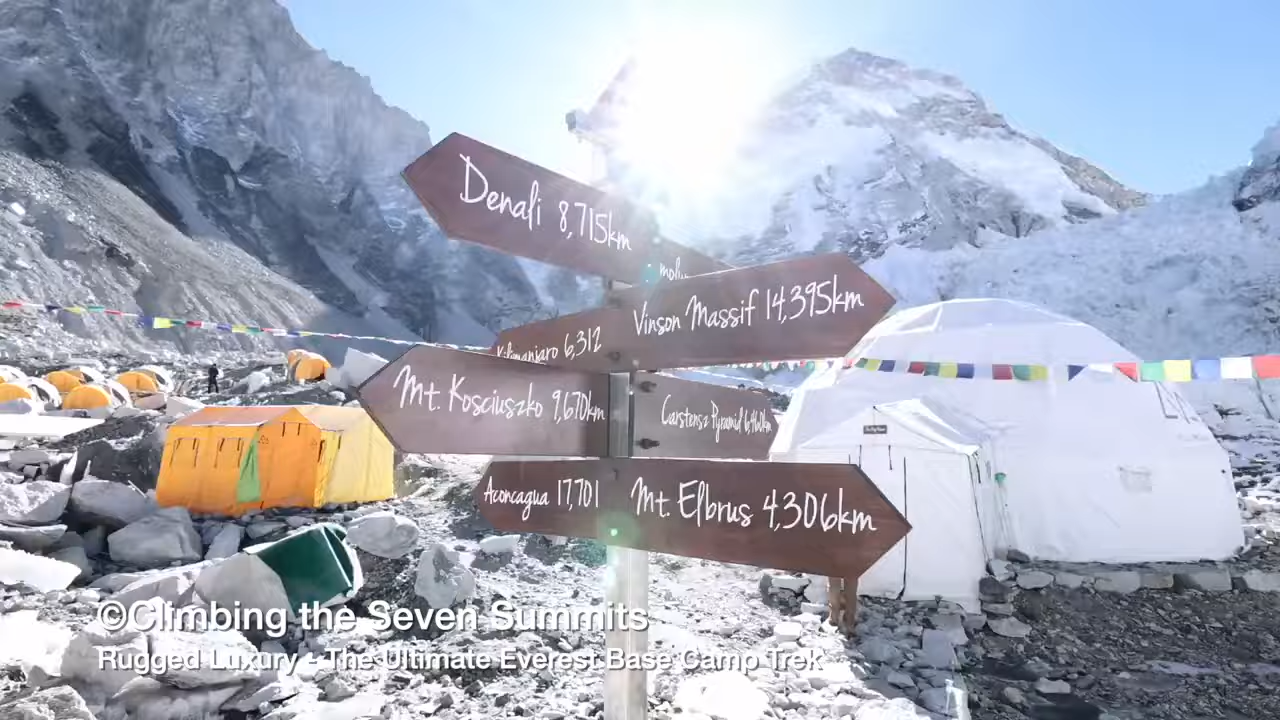 Denali 8,715km
Vinson Massif 14,395km
Kilimanjaro 6,312
Mt. Kosciuszko 9,670km
Carstensz Pyramid 6,460km
Aconcagua 17,701
Mt. Elbrus 4,306km
©Climbing the Seven Summits
Rugged Luxury - The Ultimate Everest Base Camp Trek